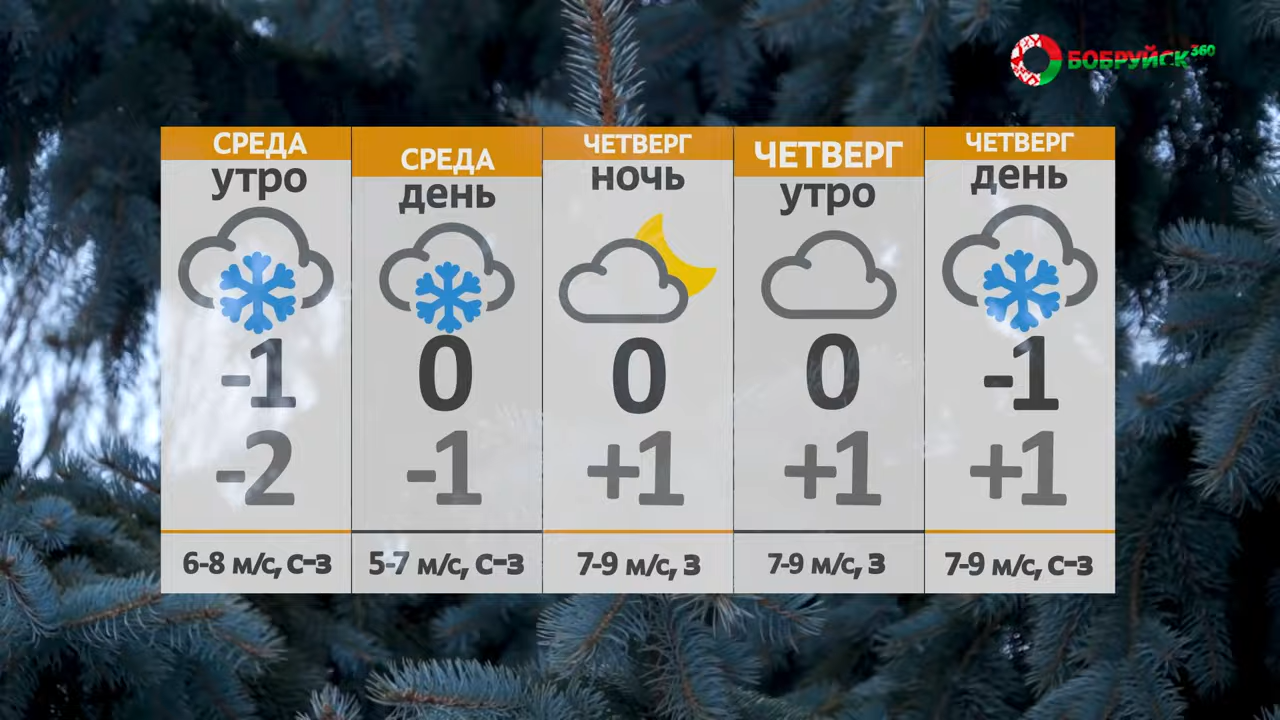 БОБРУЙСК360
СРЕДА
утро
-1
-2
6-8 м/с, С-З
СРЕДА
день
0
-1
5-7 м/с, С-З
ЧЕТВЕРГ
ночь
0
+1
7-9 м/с, З
ЧЕТВЕРГ
утро
0
+1
7-9 м/с, З
ЧЕТВЕРГ
день
-1
+1
7-9 м/с, С-З